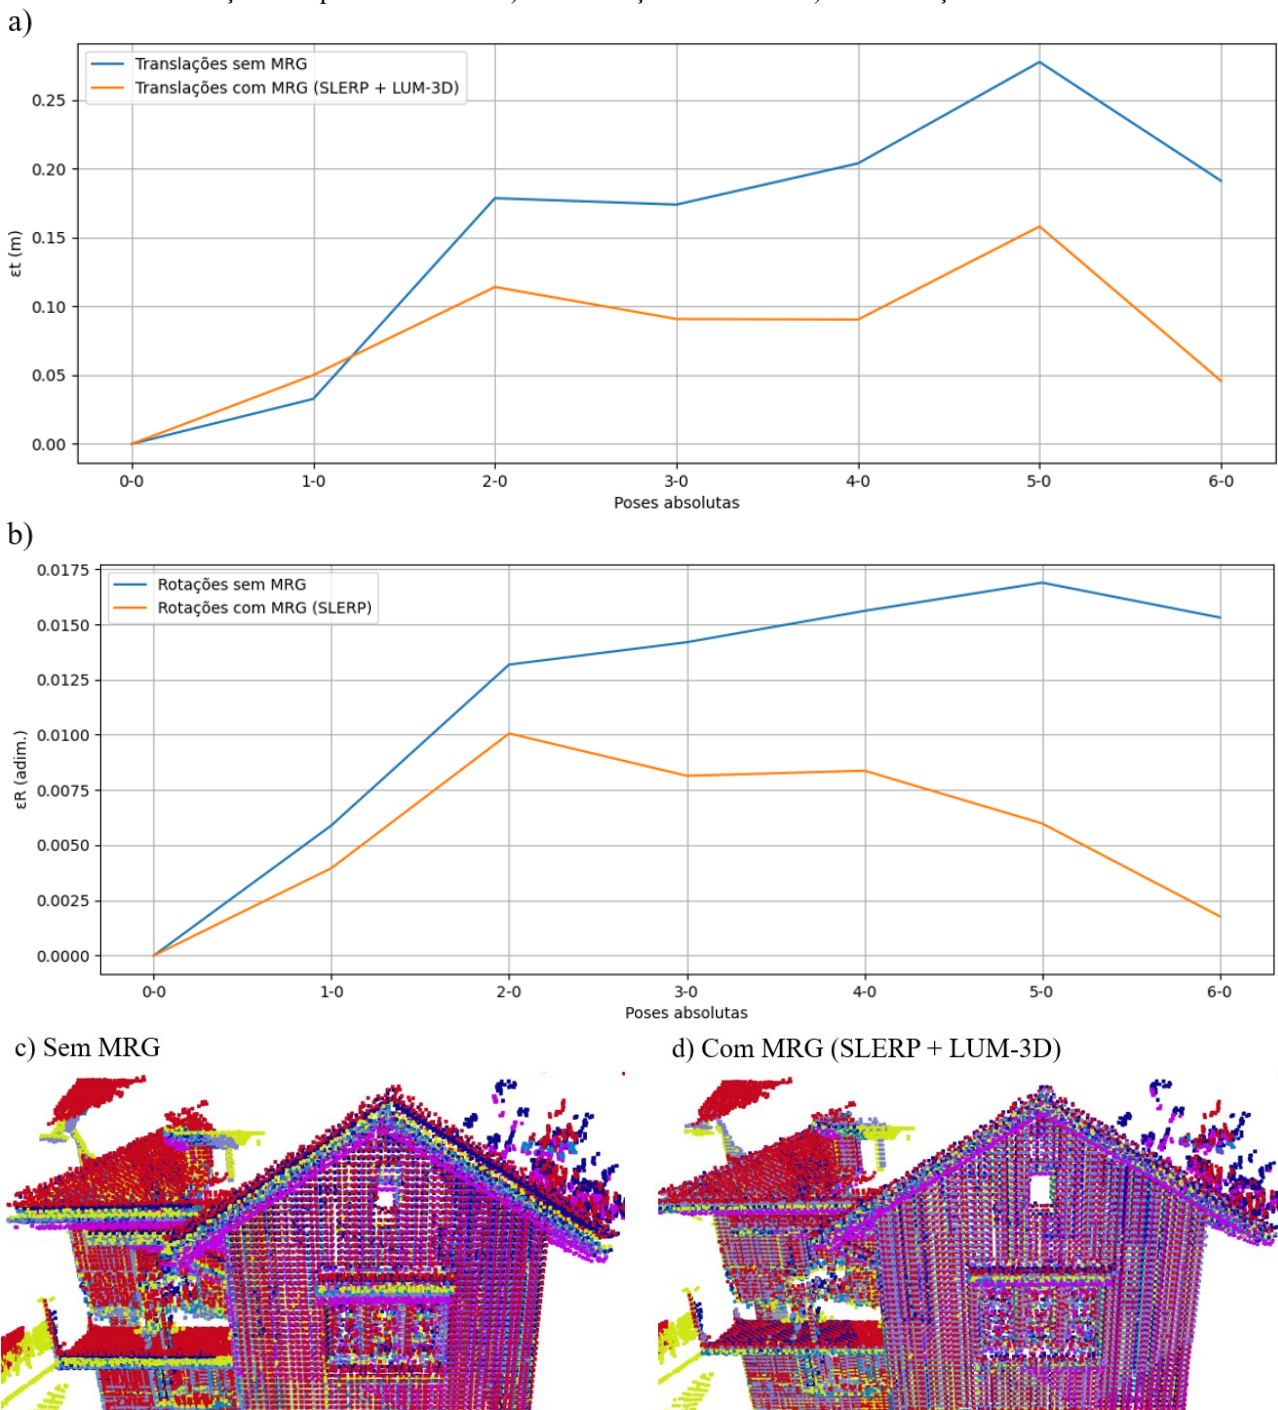 a)
Translações sem MRG
Translações com MRG (SLERP + LUM-3D)
0.25
0.20
0.15
0.10
0.05
0.00
εt (m)
0-0 1-0 2-0 3-0 4-0 5-0 6-0
Poses absolutas
b)
Rotações sem MRG
Rotações com MRG (SLERP)
0.0175
0.0150
0.0125
0.0100
0.0075
0.0050
0.0025
0.0000
εR (adim.)
0-0 1-0 2-0 3-0 4-0 5-0 6-0
Poses absolutas
c) Sem MRG
d) Com MRG (SLERP + LUM-3D)